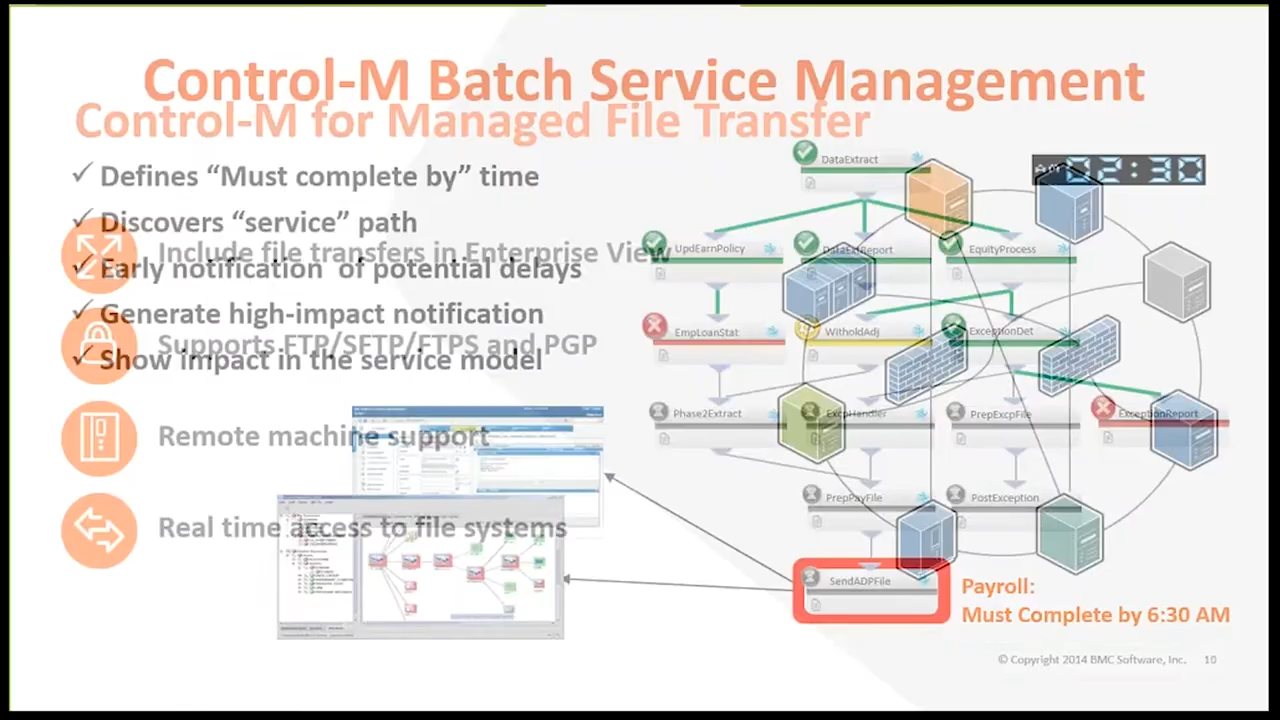 Control-M Batch Service Management
Control-M for Managed File Transfer
✓ Defines “Must complete by” time
✓ Discovers “service” path
Include file transfers in Enterprise View
✓ Early notification of potential delays
✓ Generate high-impact notification
Supports FTP/SFTP/FTPS and PGP
✓ Show impact in the service model
Remote machine support
Real time access to file systems
DataExtract
AM 02:30
UpdEarnPolicy
DataExtReport
EquityProcess
EmpLoanStat
WitholdAdj
ExceptionDet
Phase2Extract
ExcpHandler
PrepExcpFile
ExceptionReport
PrepPayFile
PostException
SendADPFile
Payroll:
Must Complete by 6:30 AM
© Copyright 2014 BMC Software, Inc.
10